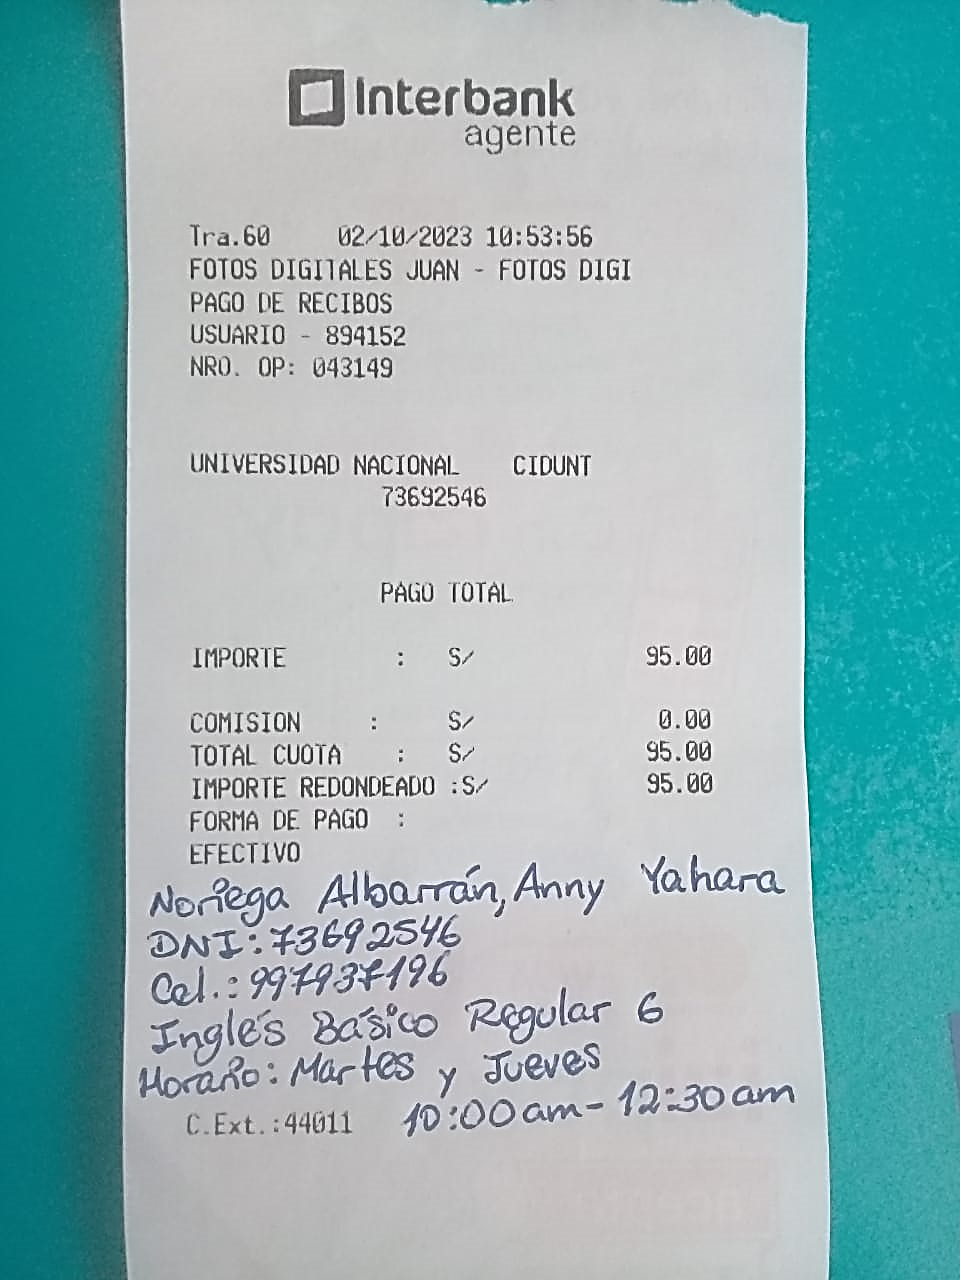 Interbank
agente
Tra.60 02/10/2023 10:53:56
FOTOS DIGITALES JUAN - FOTOS DIGI
PAGO DE RECIBOS
USUARIO - 894152
NRO. OP: 043149
UNIVERSIDAD NACIONAL CIDUNT
73692546
PAGO TOTAL
IMPORTE : S/ 95.00
COMISION : S/ 0.00
TOTAL CUOTA : S/ 95.00
IMPORTE REDONDEADO :S/ 95.00
FORMA DE PAGO :
EFECTIVO
Noriega Albarrán, Anny Yahara
DNI: 73692546
Cel.: 997937196
Inglés Básico Regular 6
Horario: Martes y Jueves
10:00am - 12:30am
C.Ext.:44011